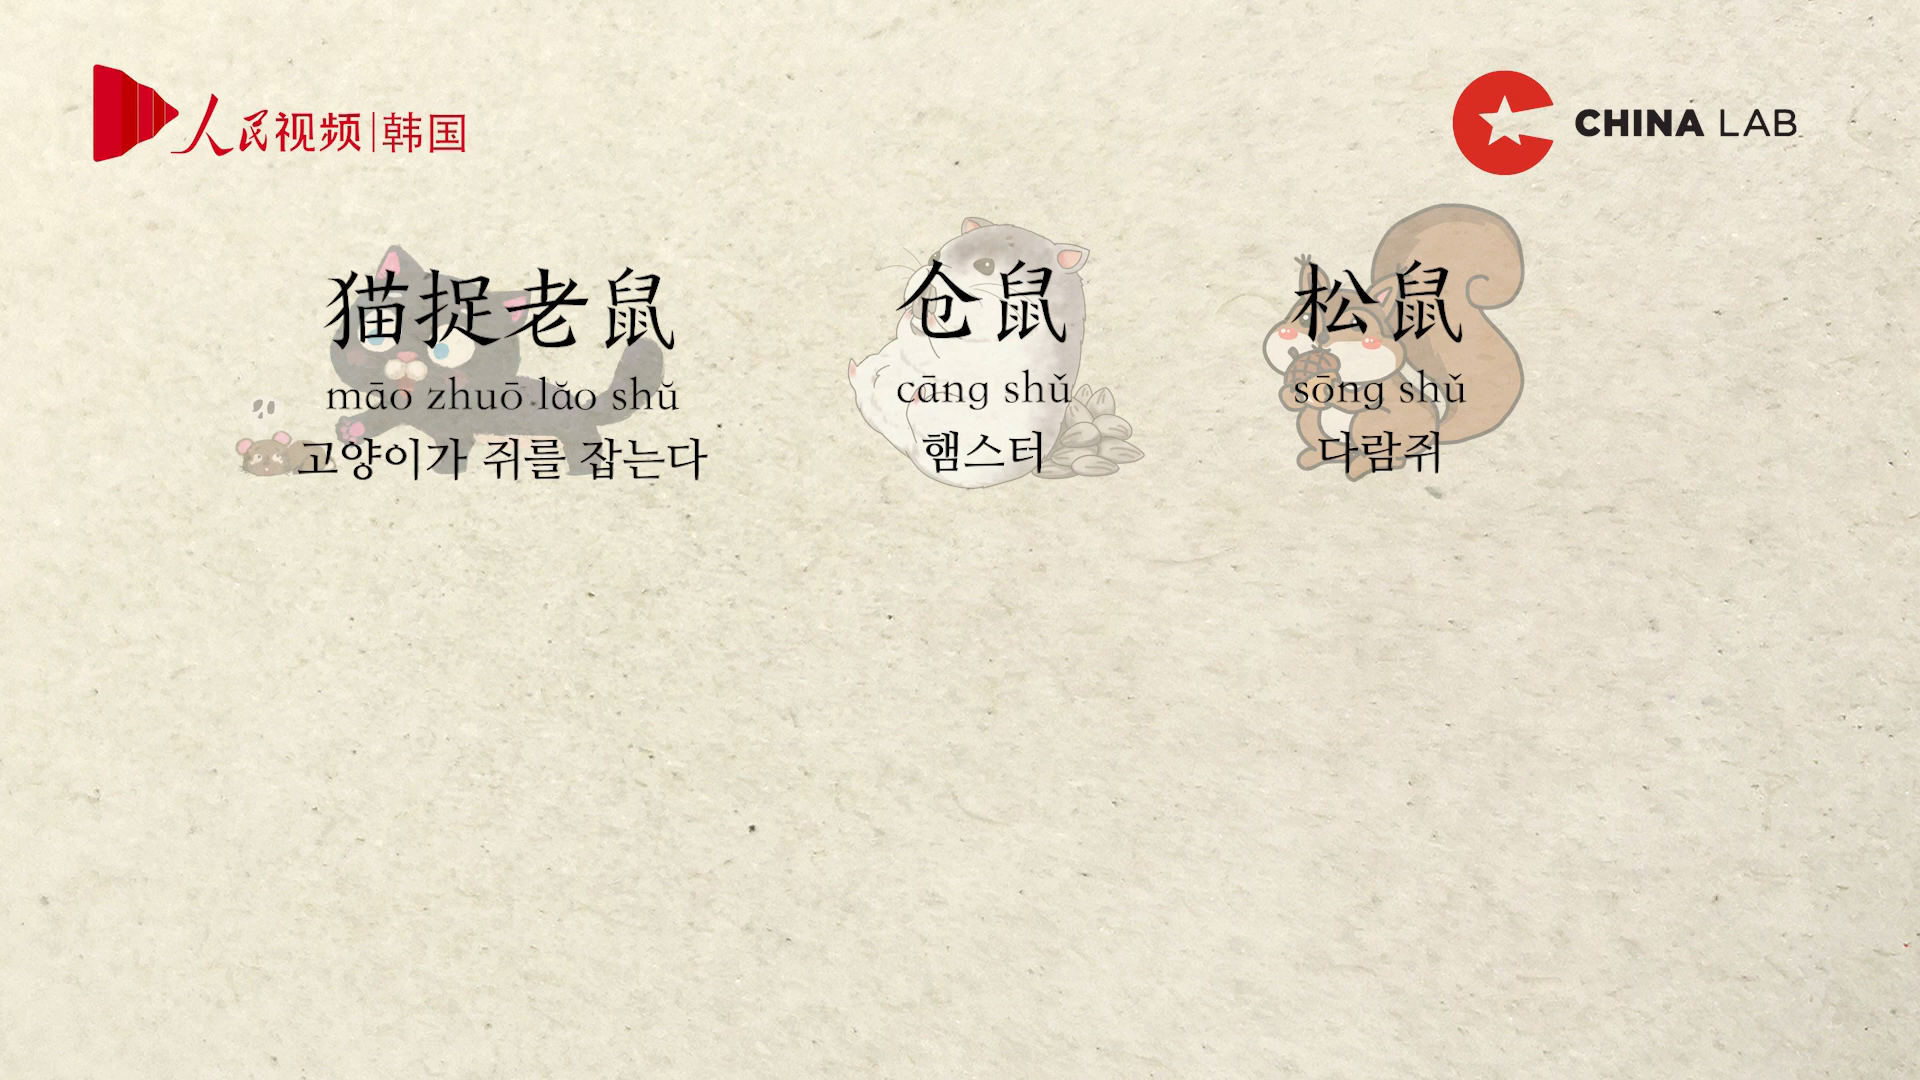 人民视频|韩国
CHINA LAB
猫捉老鼠
māo zhuō lǎo shǔ
고양이가 쥐를 잡는다
仓鼠
cāng shǔ
햄스터
松鼠
sōng shǔ
다람쥐